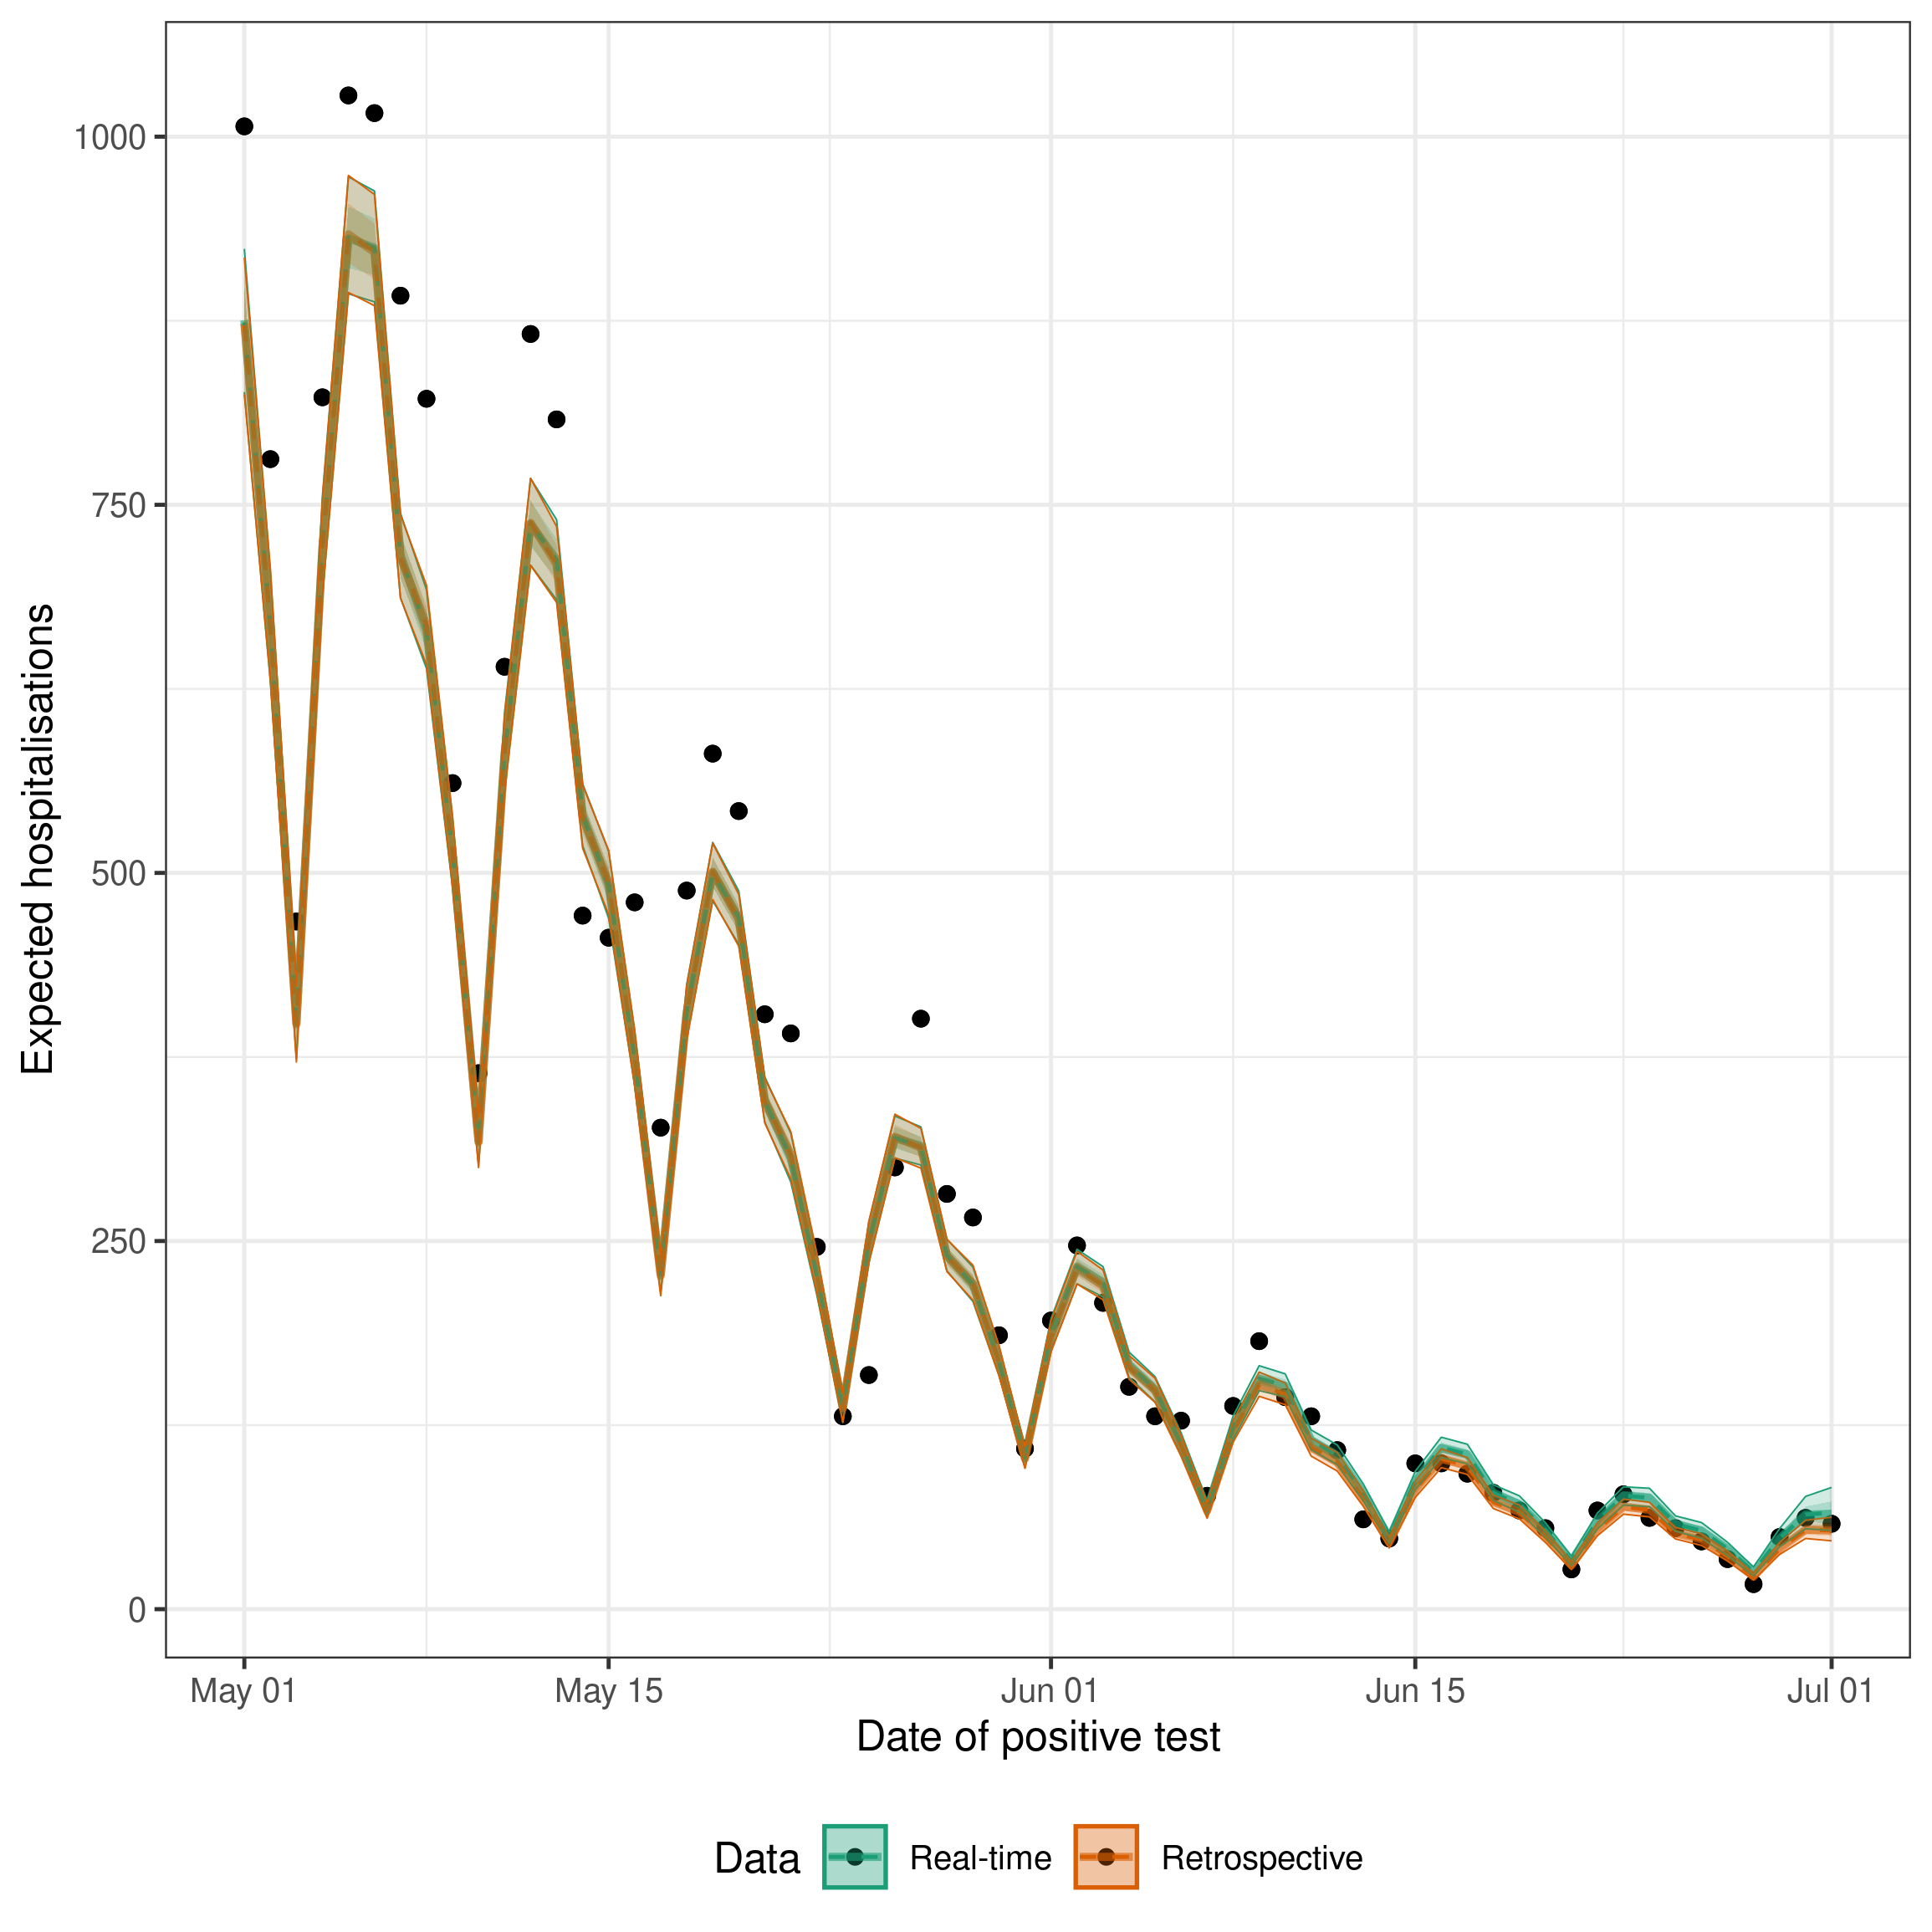 Expected hospitalisations
1000
750
500
250
0
May 01 May 15 Jun 01 Jun 15 Jul 01
Date of positive test
Data Real-time Retrospective